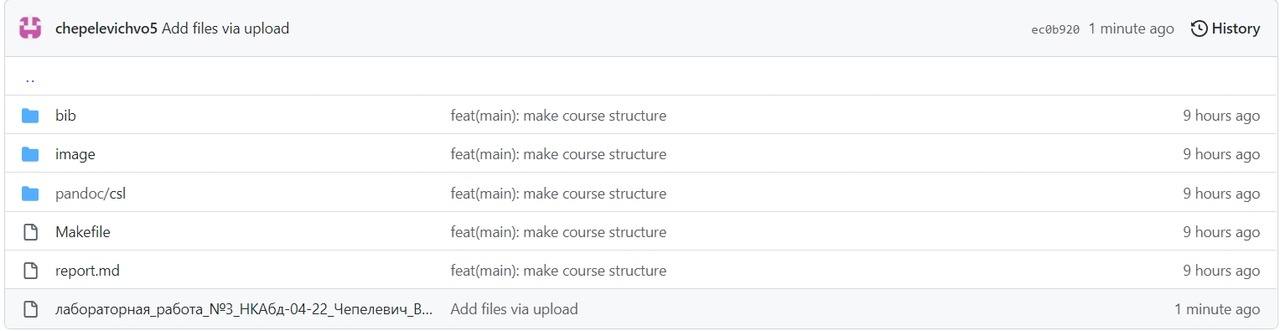 chepelevichvo5 Add files via upload ec0b920 1 minute ago History
..
bib feat(main): make course structure 9 hours ago
image feat(main): make course structure 9 hours ago
pandoc/csl feat(main): make course structure 9 hours ago
Makefile feat(main): make course structure 9 hours ago
report.md feat(main): make course structure 9 hours ago
лабораторная_работа_№3_НКАбд-04-22_Чепелевич_В... Add files via upload 1 minute ago